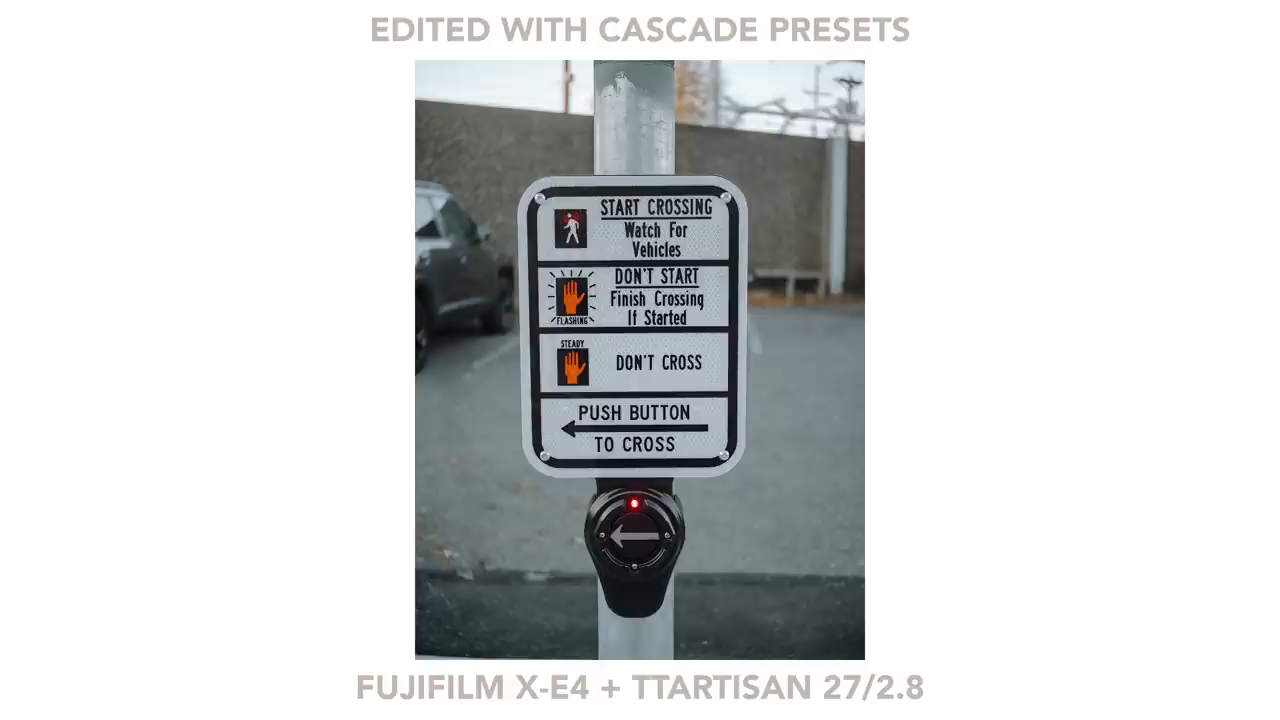 EDITED WITH CASCADE PRESETS
START CROSSING
Watch For
Vehicles
DON'T START
Finish Crossing
If Started
FLASHING
STEADY
DON'T CROSS
PUSH BUTTON
TO CROSS
FUJIFILM X-E4 + TTARTISAN 27/2.8